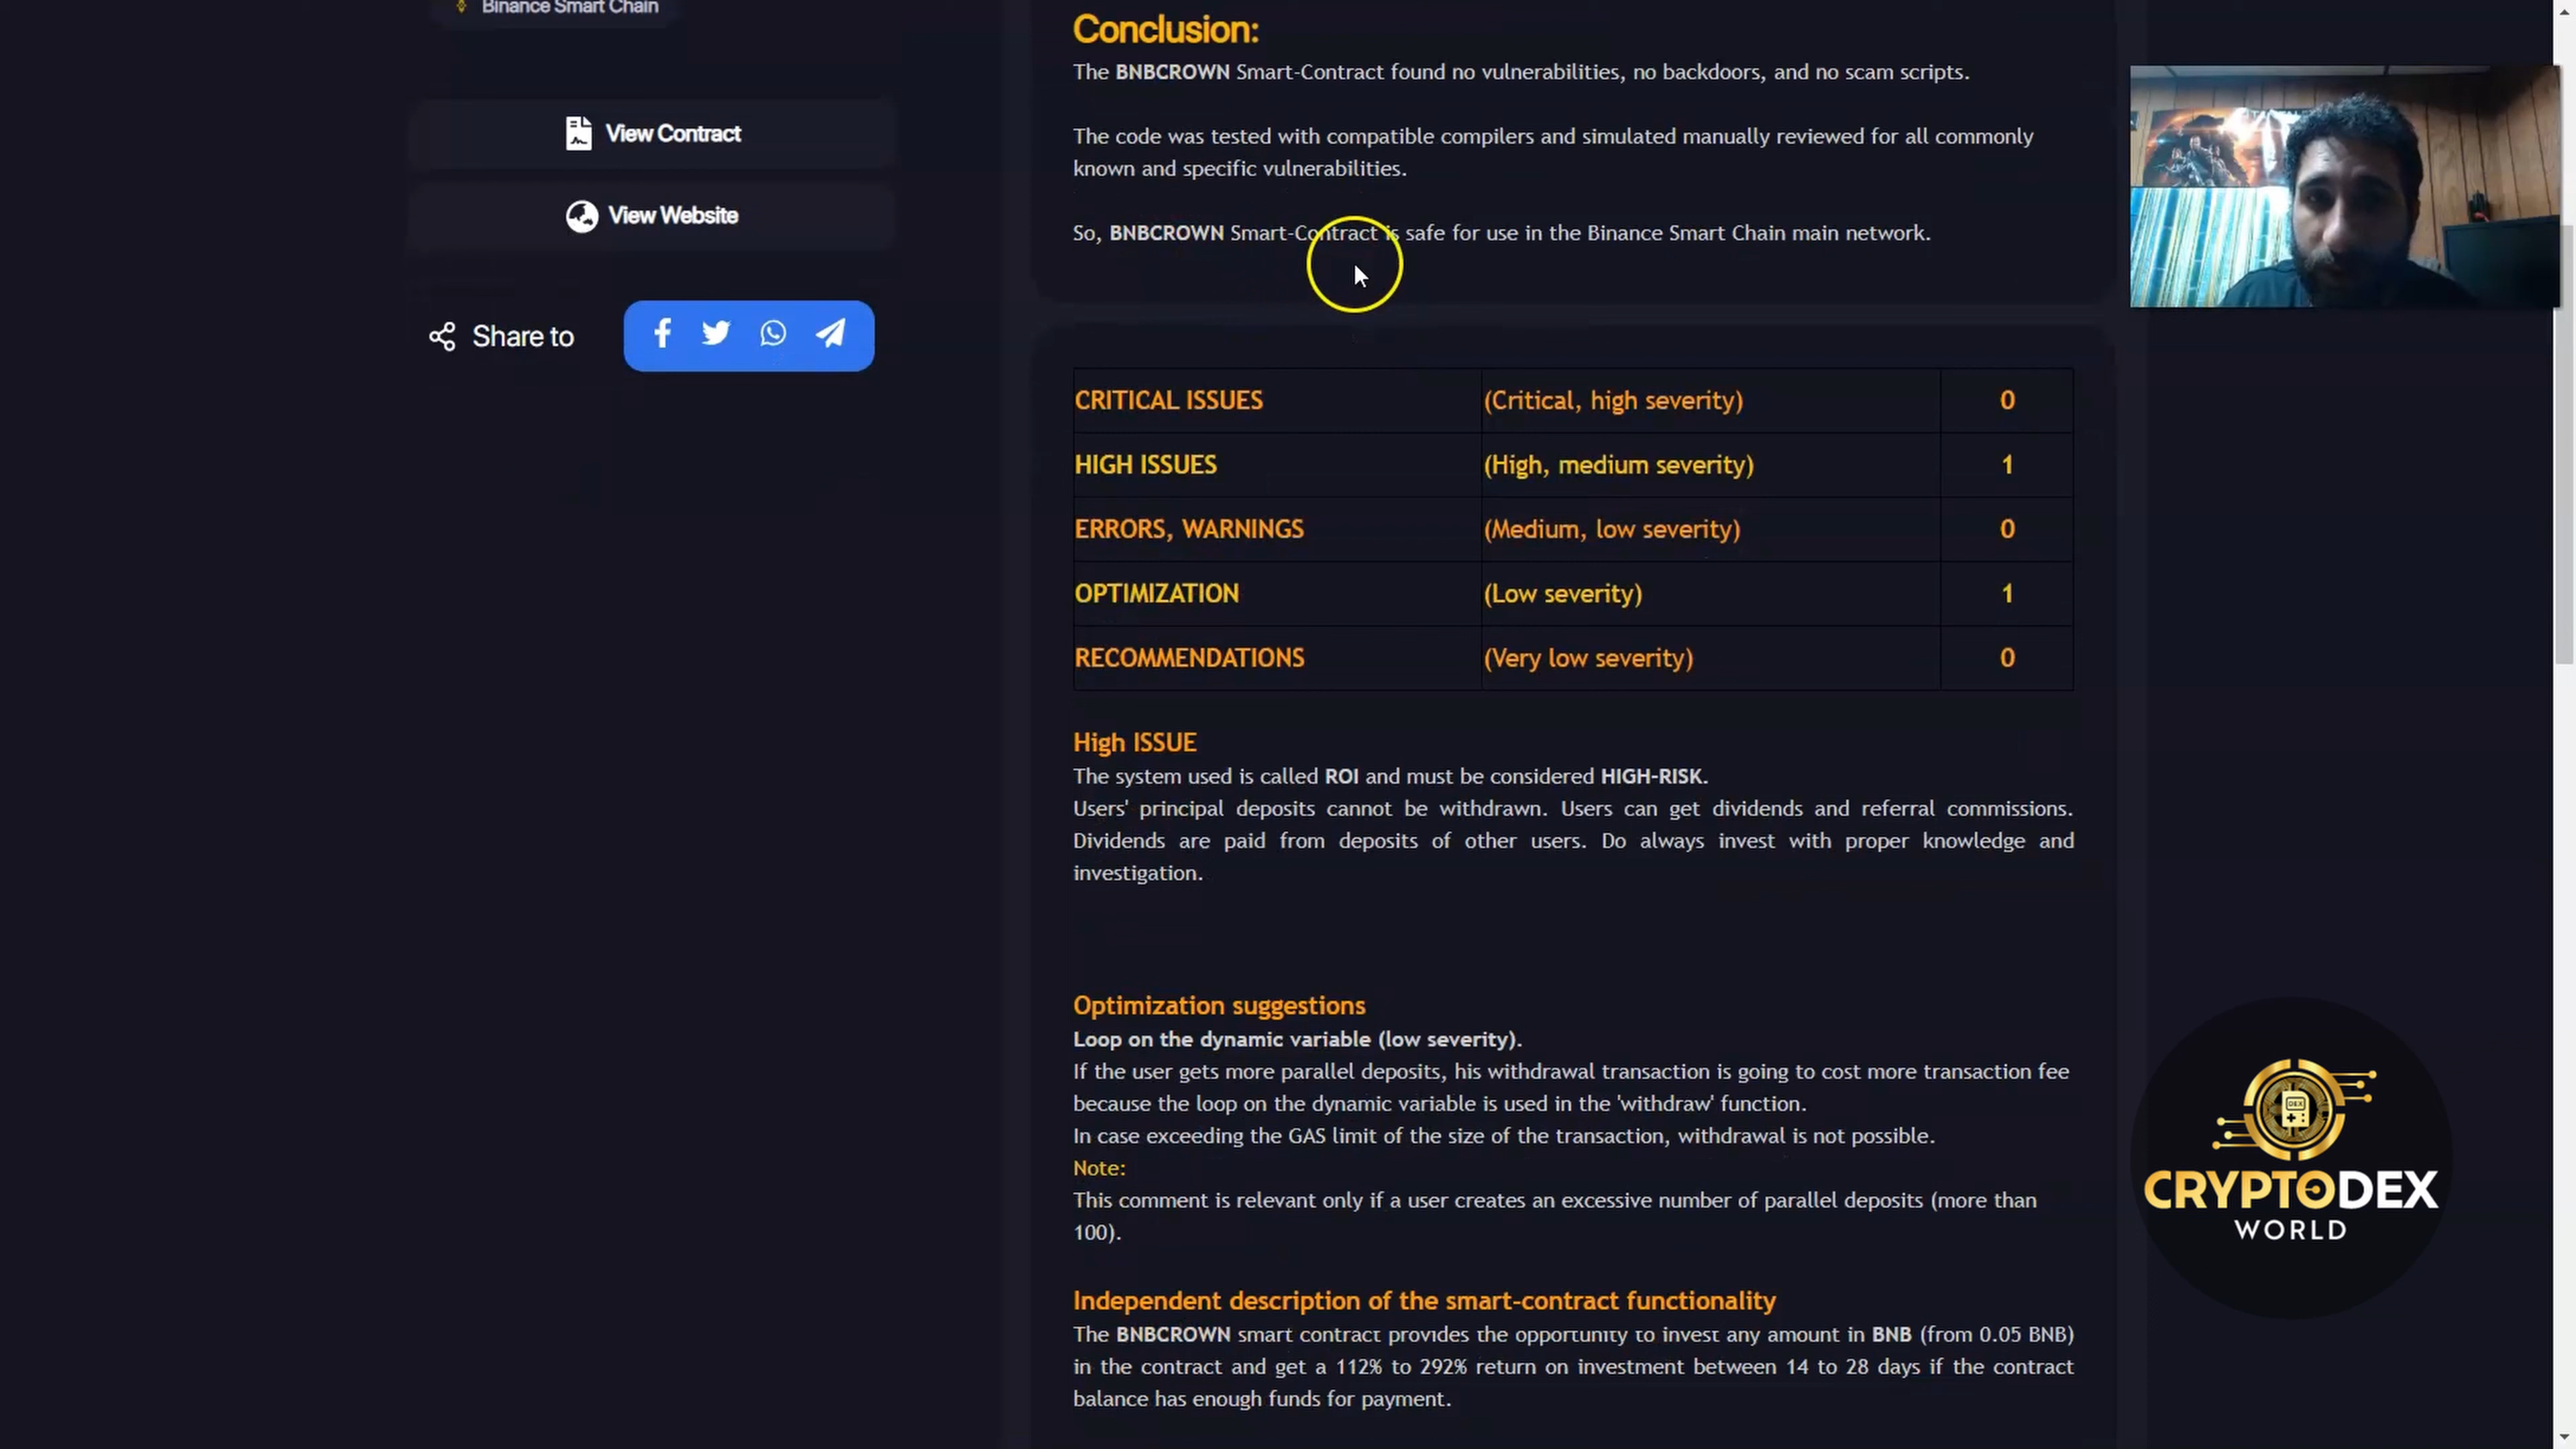 Binance Smart Chain
View Contract
View Website
Share to
Conclusion:
The BNBCROWN Smart-Contract found no vulnerabilities, no backdoors, and no scam scripts.
The code was tested with compatible compilers and simulated manually reviewed for all commonly
known and specific vulnerabilities.
So, BNBCROWN Smart-Contract is safe for use in the Binance Smart Chain main network.
CRITICAL ISSUES (Critical, high severity) 0
HIGH ISSUES (High, medium severity) 1
ERRORS, WARNINGS (Medium, low severity) 0
OPTIMIZATION (Low severity) 1
RECOMMENDATIONS (Very low severity) 0
High ISSUE
The system used is called ROI and must be considered HIGH-RISK.
Users' principal deposits cannot be withdrawn. Users can get dividends and referral commissions.
Dividends are paid from deposits of other users. Do always invest with proper knowledge and
investigation.
Optimization suggestions
Loop on the dynamic variable (low severity).
If the user gets more parallel deposits, his withdrawal transaction is going to cost more transaction fee
because the loop on the dynamic variable is used in the 'withdraw' function.
In case exceeding the GAS limit of the size of the transaction, withdrawal is not possible.
Note:
This comment is relevant only if a user creates an excessive number of parallel deposits (more than
100).
Independent description of the smart-contract functionality
The BNBCROWN smart contract provides the opportunity to invest any amount in BNB (from 0.05 BNB)
in the contract and get a 112% to 292% return on investment between 14 to 28 days if the contract
balance has enough funds for payment.
DEX
CRYPTODEX
WORLD